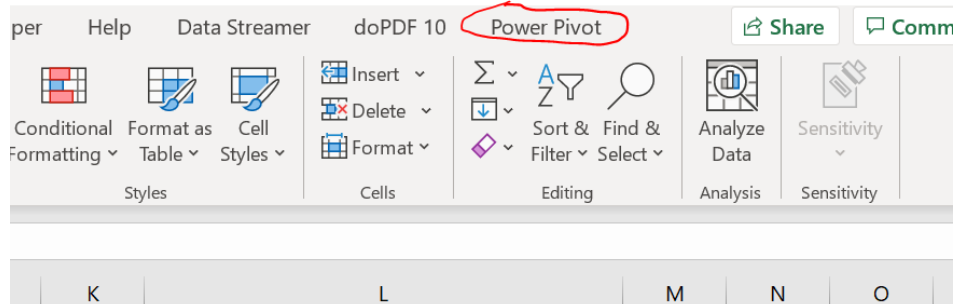 per Help Data Streamer doPDF 10 Power Pivot Share Comm
Insert
Delete
Format
Conditional Formatting
Format as Table
Cell Styles
Sort & Filter
Find & Select
Analyze Data
Sensitivity
Styles Cells Editing Analysis Sensitivity
K L M N O